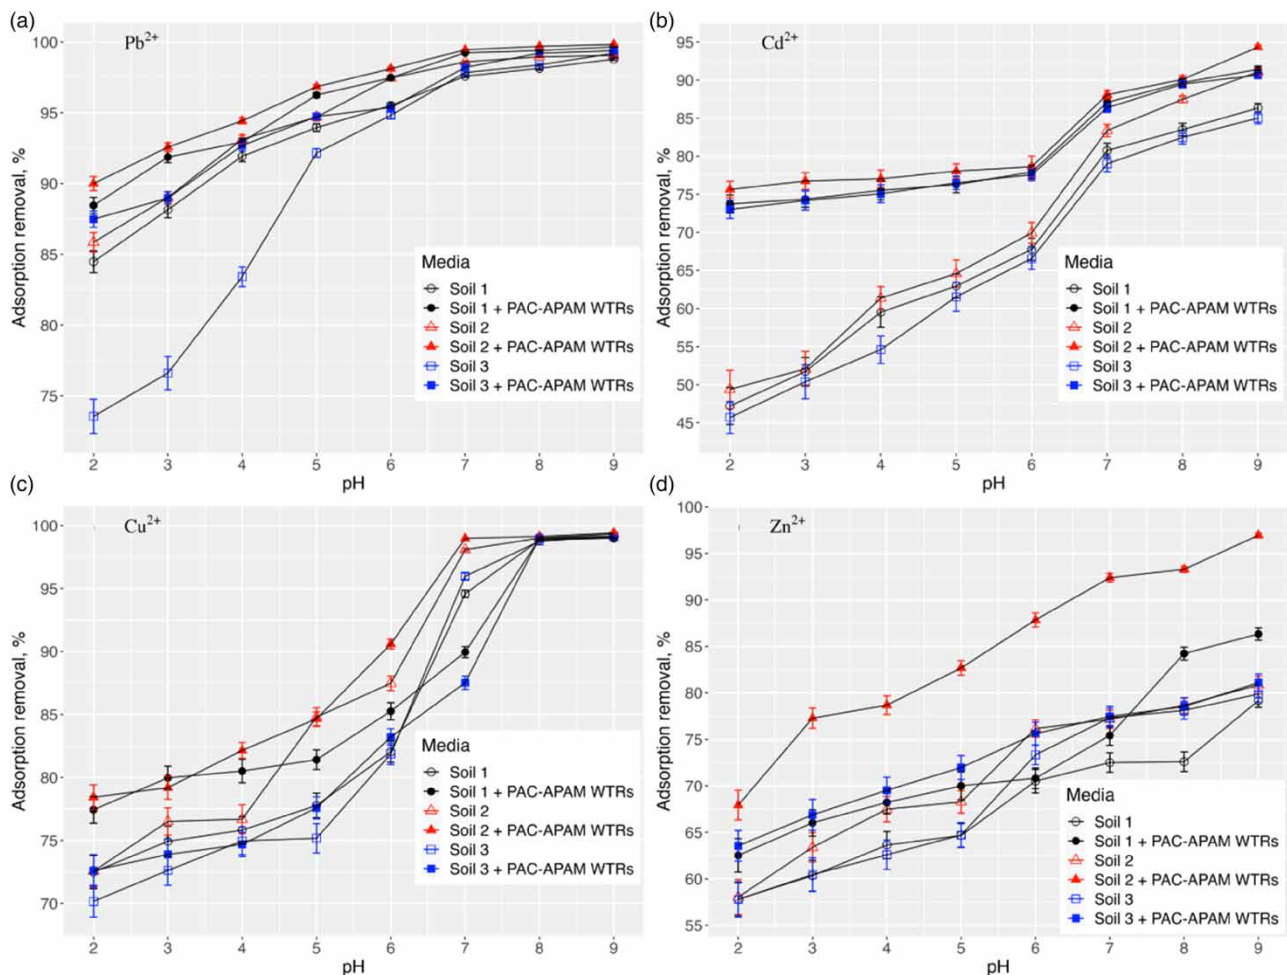 (a)
Pb2+
Adsorption removal, %
100
95
90
85
80
75
2 3 4 5 6 7 8 9
pH
Media
Soil 1
Soil 1 + PAC-APAM WTRs
Soil 2
Soil 2 + PAC-APAM WTRs
Soil 3
Soil 3 + PAC-APAM WTRs
(b)
Cd2+
Adsorption removal, %
95
90
85
80
75
70
65
60
55
50
45
2 3 4 5 6 7 8 9
pH
Media
Soil 1
Soil 1 + PAC-APAM WTRs
Soil 2
Soil 2 + PAC-APAM WTRs
Soil 3
Soil 3 + PAC-APAM WTRs
(c)
Cu2+
Adsorption removal, %
100
95
90
85
80
75
70
2 3 4 5 6 7 8 9
pH
Media
Soil 1
Soil 1 + PAC-APAM WTRs
Soil 2
Soil 2 + PAC-APAM WTRs
Soil 3
Soil 3 + PAC-APAM WTRs
(d)
Zn2+
Adsorption removal, %
100
95
90
85
80
75
70
65
60
55
2 3 4 5 6 7 8 9
pH
Media
Soil 1
Soil 1 + PAC-APAM WTRs
Soil 2
Soil 2 + PAC-APAM WTRs
Soil 3
Soil 3 + PAC-APAM WTRs